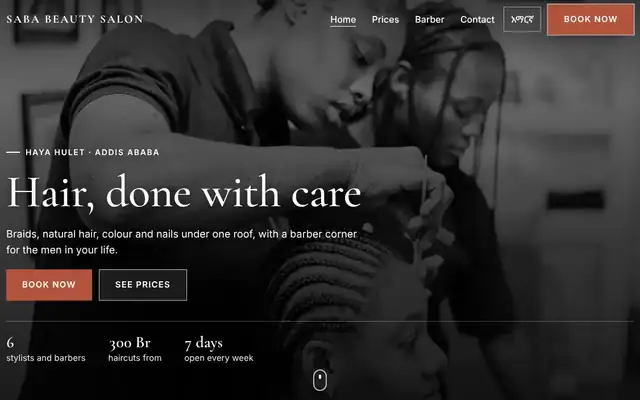 SABA BEAUTY SALON
Home Prices Barber Contact አማርኛ BOOK NOW
HAYA HULET · ADDIS ABABA
Hair, done with care
Braids, natural hair, colour and nails under one roof, with a barber corner
for the men in your life.
BOOK NOW SEE PRICES
6 300 Br 7 days
stylists and barbers haircuts from open every week